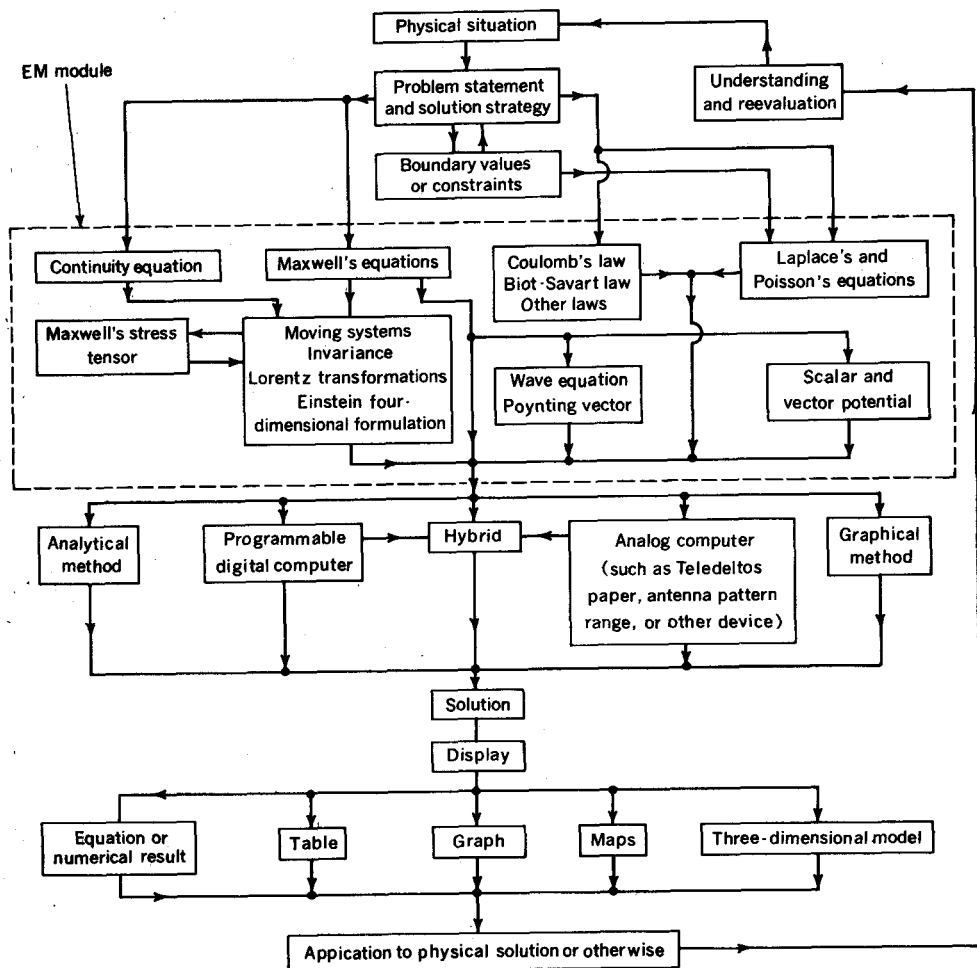 Physical situation
EM module
Problem statement
and solution strategy
Understanding
and reevaluation
Boundary values
or constraints
Continuity equation
Maxwell's equations
Coulomb's law
Biot-Savart law
Other laws
Laplace's and
Poisson's equations
Maxwell's stress
tensor
Moving systems
Invariance
Lorentz transformations
Einstein four-
dimensional formulation
Wave equation
Poynting vector
Scalar and
vector potential
Analytical
method
Programmable
digital computer
Hybrid
Analog computer
(such as Teledeltos
paper, antenna pattern
range, or other device)
Graphical
method
Solution
Display
Equation or
numerical result
Table
Graph
Maps
Three-dimensional model
Appication to physical solution or otherwise